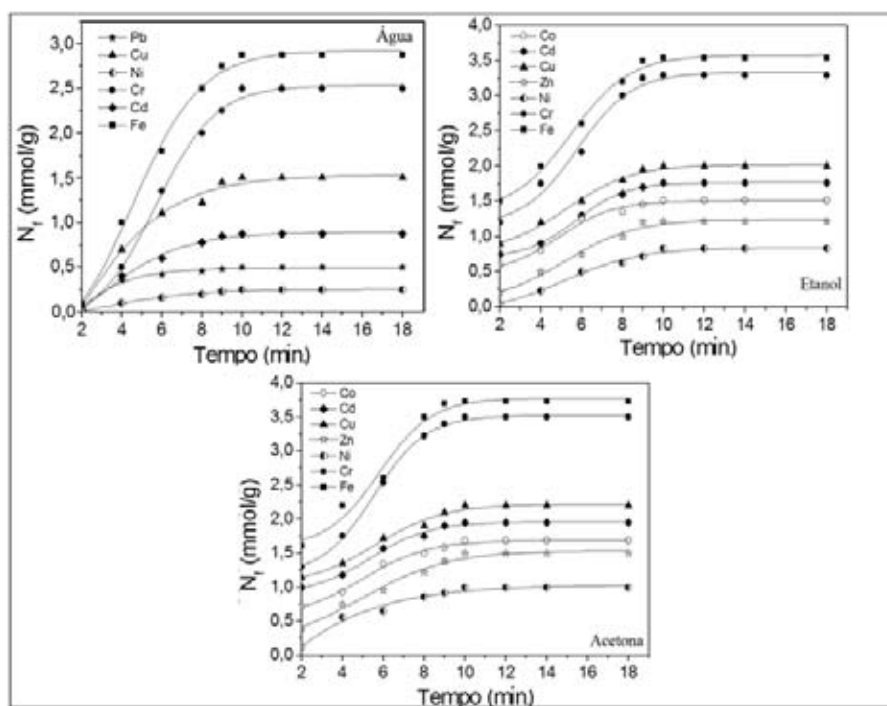 Água
Pb
Cu
Ni
Cr
Cd
Fe
3,0
2,5
2,0
1,5
1,0
0,5
0,0
Nf (mmol/g)
2 4 6 8 10 12 14 16 18
Tempo (min)
Co
Cd
Cu
Zn
Ni
Cr
Fe
4,0
3,5
3,0
2,5
2,0
1,5
1,0
0,5
0,0
Nf (mmol/g)
Etanol
2 4 6 8 10 12 14 16 18
Tempo (min)
Co
Cd
Cu
Zn
Ni
Cr
Fe
4,0
3,5
3,0
2,5
2,0
1,5
1,0
0,5
0,0
Nf (mmol/g)
Acetona
2 4 6 8 10 12 14 16 18
Tempo (min)